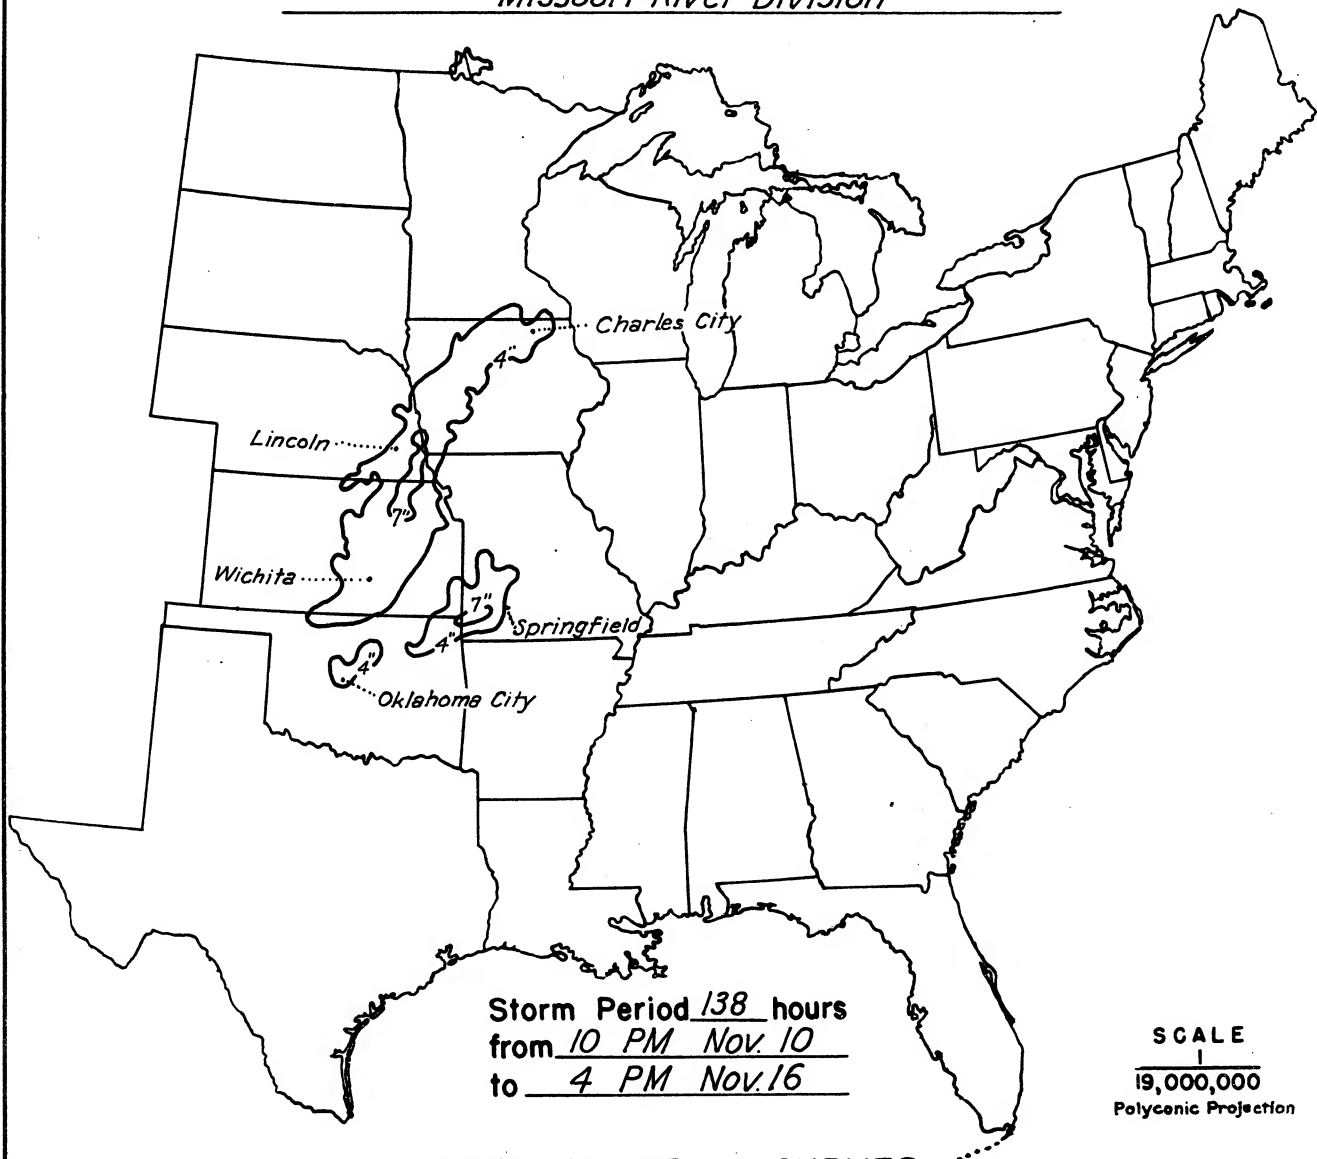 Missouri River Division
Charles City
4"
Lincoln
7"
Wichita
7"
Springfield
4"
4"
Oklahoma City
Storm Period 138 hours
from 10 PM Nov. 10
to 4 PM Nov. 16
SCALE
1
19,000,000
Polyconic Projection